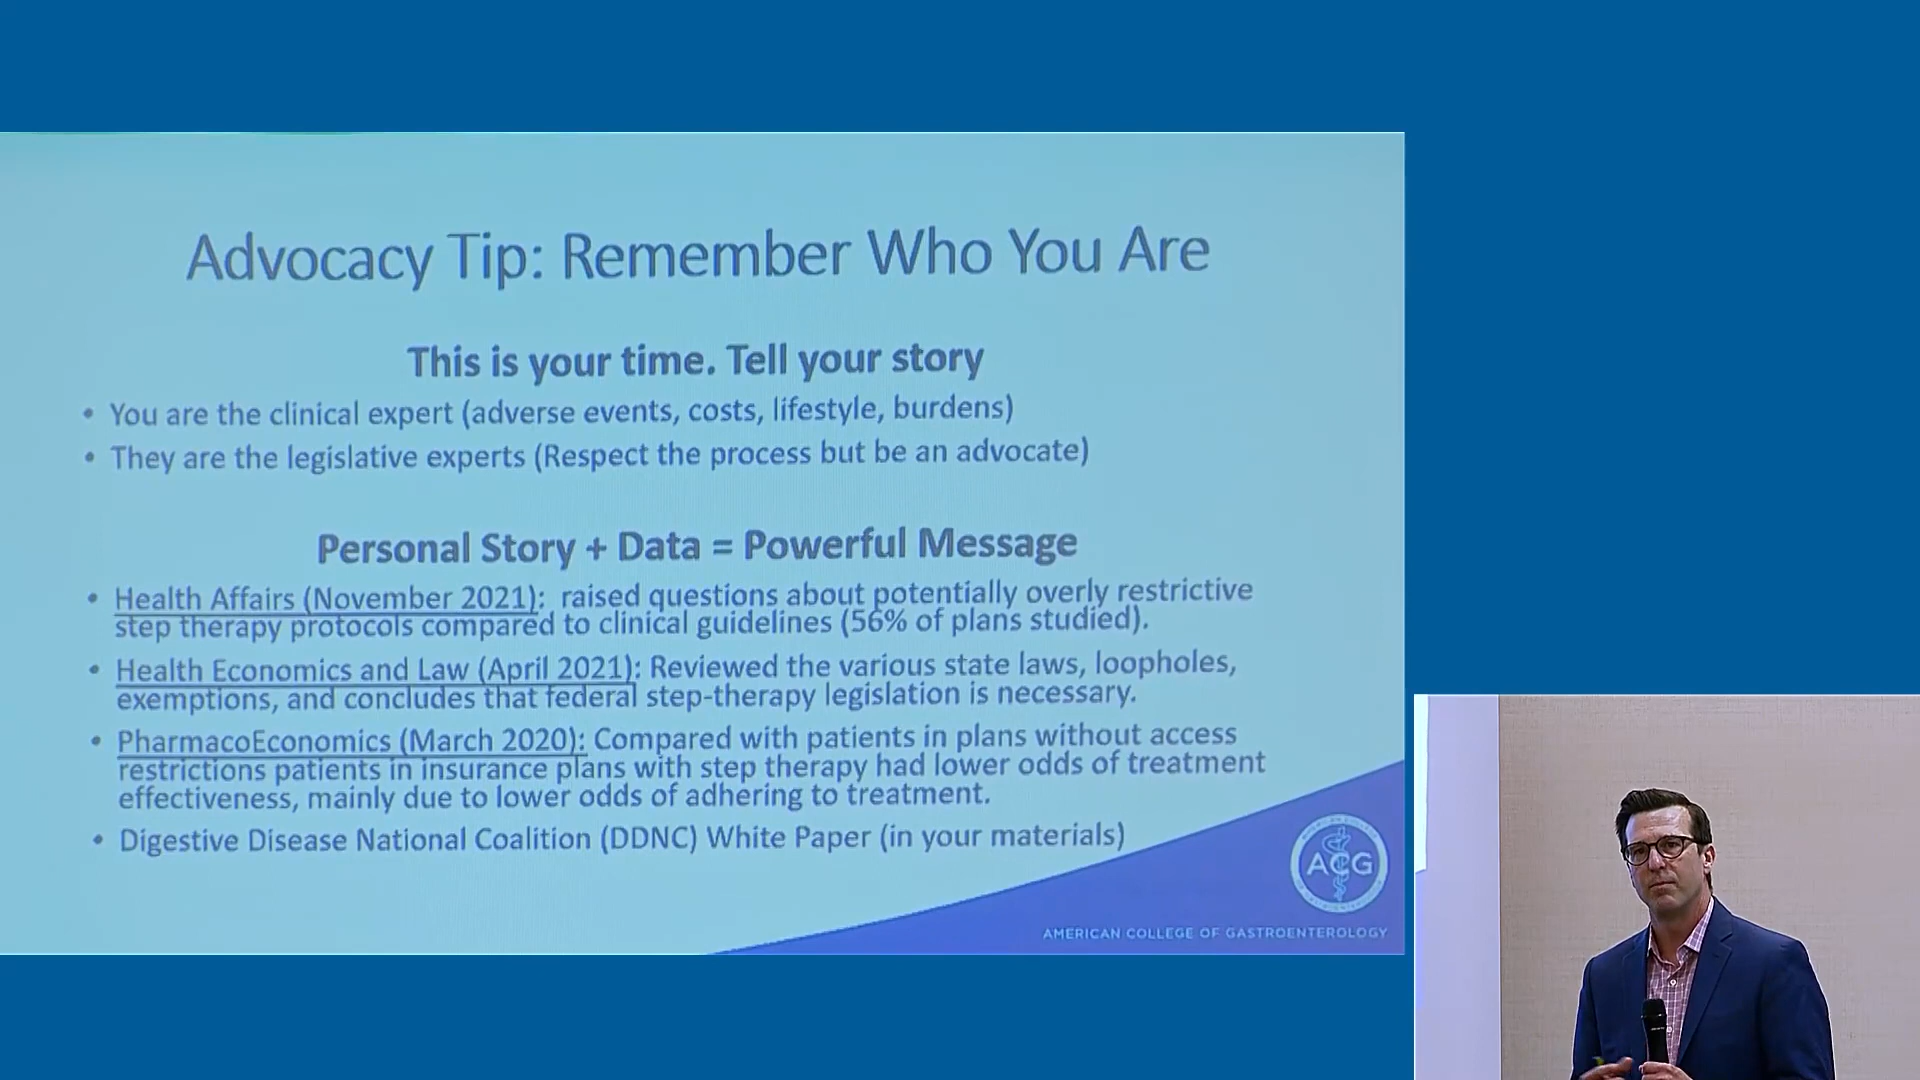 Advocacy Tip: Remember Who You Are
This is your time. Tell your story
• You are the clinical expert (adverse events, costs, lifestyle, burdens)
• They are the legislative experts (Respect the process but be an advocate)
Personal Story + Data = Powerful Message
• Health Affairs (November 2021): raised questions about potentially overly restrictive
step therapy protocols compared to clinical guidelines (56% of plans studied).
• Health Economics and Law (April 2021): Reviewed the various state laws, loopholes,
exemptions, and concludes that federal step-therapy legislation is necessary.
• PharmacoEconomics (March 2020): Compared with patients in plans without access
restrictions patients in insurance plans with step therapy had lower odds of treatment
effectiveness, mainly due to lower odds of adhering to treatment.
• Digestive Disease National Coalition (DDNC) White Paper (in your materials)
ACG
AMERICAN COLLEGE OF GASTROENTEROLOGY